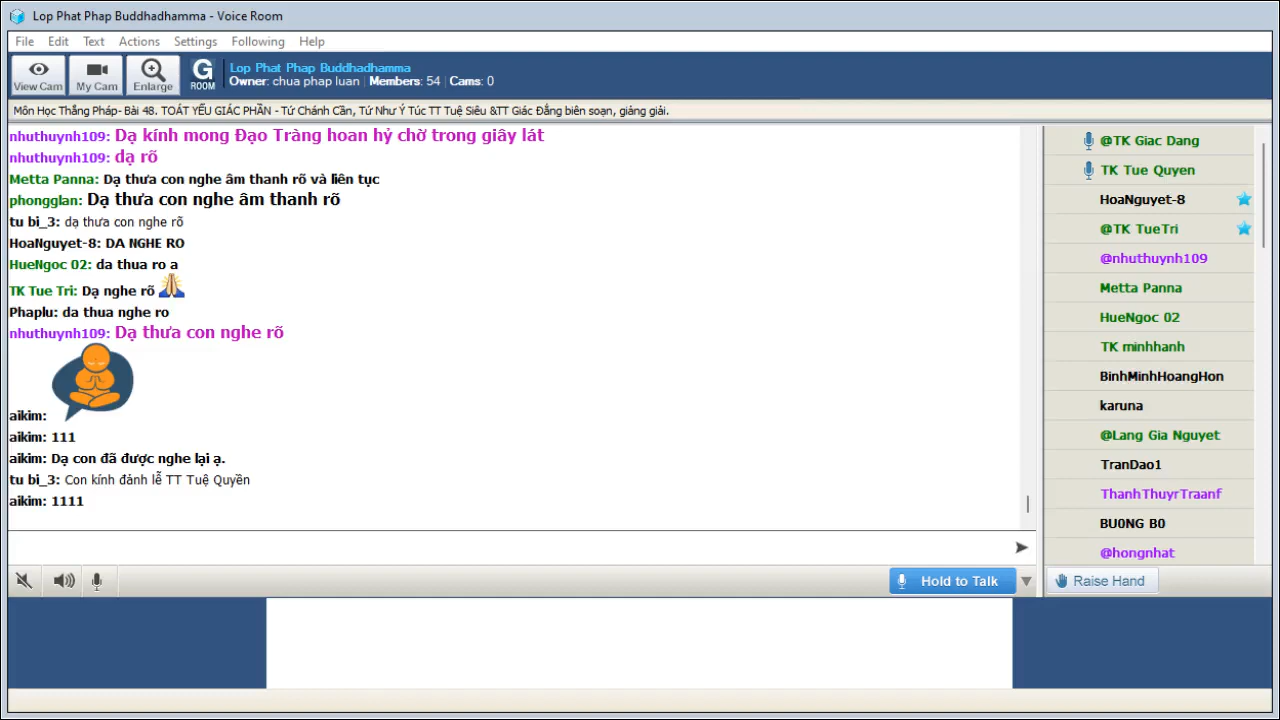 Lop Phat Phap Buddhadhamma - Voice Room
File Edit Text Actions Settings Following Help
View Cam My Cam Enlarge G ROOM
Lop Phat Phap Buddhadhamma
Owner: chua phap luan Members: 54 Cams: 0
Môn Học Thắng Pháp- Bài 48. TOÁT YẾU GIÁC PHẦN - Tứ Chánh Cần, Tứ Như Ý Túc TT Tuệ Siêu &TT Giác Đẳng biên soạn, giảng giải.
nhuthuynh109: Dạ kính mong Đạo Tràng hoan hỷ chờ trong giây lát
nhuthuynh109: dạ rõ
Metta Panna: Dạ thưa con nghe âm thanh rõ và liên tục
phongglan: Dạ thưa con nghe âm thanh rõ
tu bi_3: dạ thưa con nghe rõ
HoaNguyet-8: DA NGHE RO
HueNgoc 02: da thua ro a
TK Tue Tri: Dạ nghe rõ
Phaplu: da thua nghe ro
nhuthuynh109: Dạ thưa con nghe rõ
aikim:
aikim: 111
aikim: Dạ con đã được nghe lại ạ.
tu bi_3: Con kính đảnh lễ TT Tuệ Quyền
aikim: 1111
@TK Giac Dang
TK Tue Quyen
HoaNguyet-8
@TK TueTri
@nhuthuynh109
Metta Panna
HueNgoc 02
TK minhhanh
BinhMinhHoangHon
karuna
@Lang Gia Nguyet
TranDao1
ThanhThuyrTraanf
BU0NG B0
@hongnhat
Hold to Talk
Raise Hand